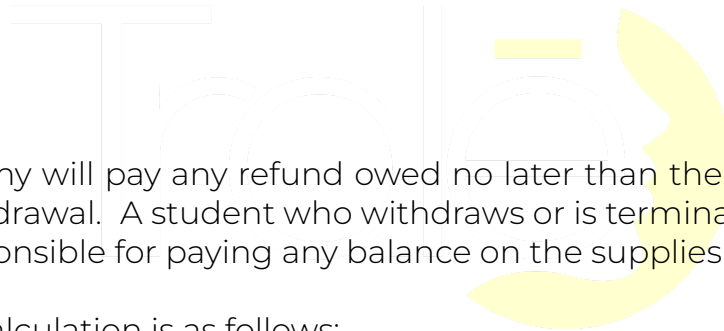 ny will pay any refund owed no later than the
drawal. A student who withdraws or is termina
onsible for paying any balance on the supplies
alculation is as follows: